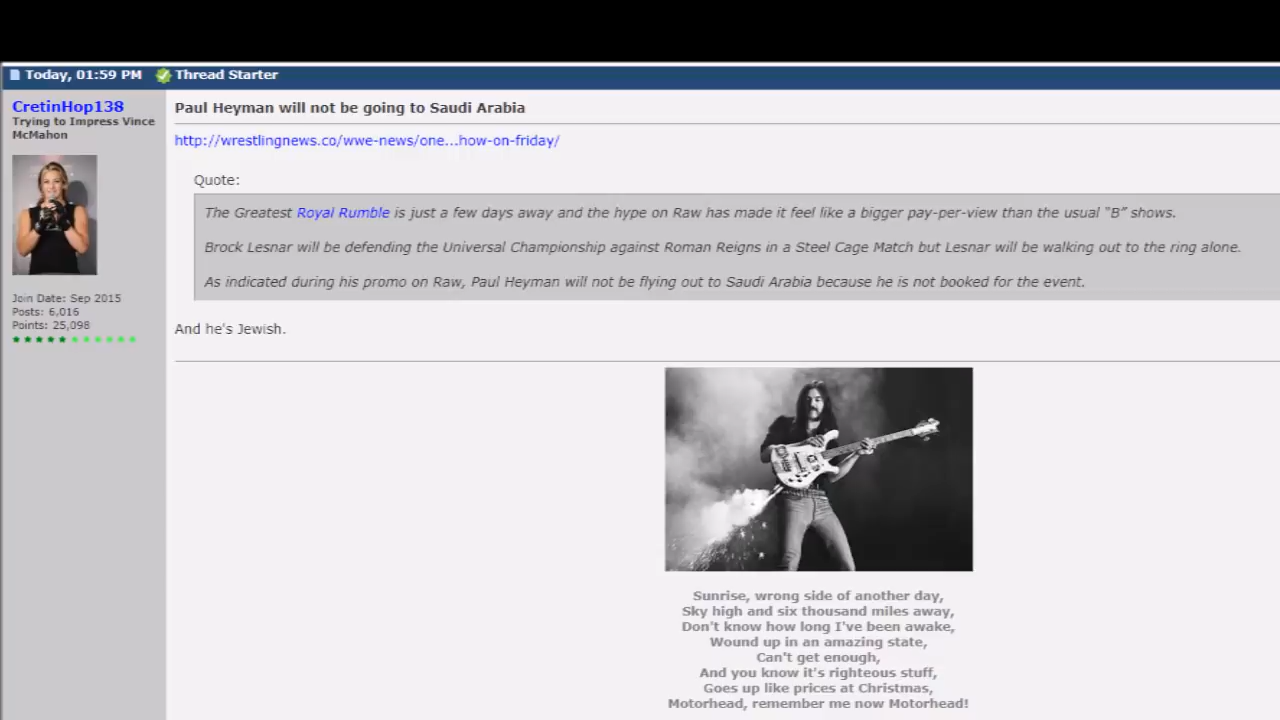 Today, 01:59 PM Thread Starter
CretinHop138
Trying to Impress Vince
McMahon
Join Date: Sep 2015
Posts: 6,016
Points: 25,098
Paul Heyman will not be going to Saudi Arabia
http://wrestlingnews.co/wwe-news/one...how-on-friday/
Quote:
The Greatest Royal Rumble is just a few days away and the hype on Raw has made it feel like a bigger pay-per-view than the usual “B” shows.
Brock Lesnar will be defending the Universal Championship against Roman Reigns in a Steel Cage Match but Lesnar will be walking out to the ring alone.
As indicated during his promo on Raw, Paul Heyman will not be flying out to Saudi Arabia because he is not booked for the event.
And he's Jewish.
Sunrise, wrong side of another day,
Sky high and six thousand miles away,
Don't know how long I've been awake,
Wound up in an amazing state,
Can't get enough,
And you know it's righteous stuff,
Goes up like prices at Christmas,
Motorhead, remember me now Motorhead!